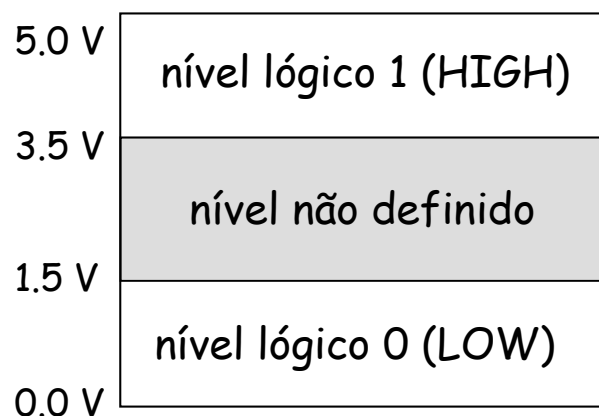 5.0 V
nível lógico 1 (HIGH)
3.5 V
nível não definido
1.5 V
nível lógico 0 (LOW)
0.0 V